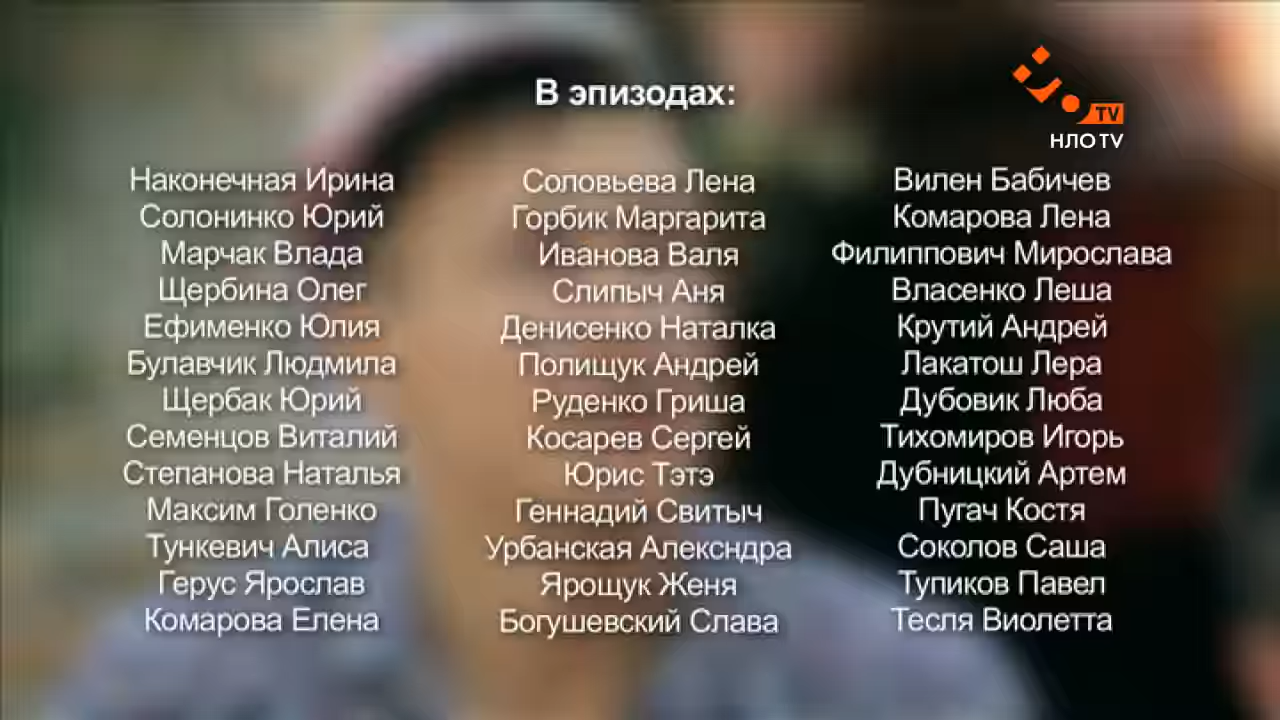 В эпизодах:
TV
НЛО TV
Наконечная Ирина
Солонинко Юрий
Марчак Влада
Щербина Олег
Ефименко Юлия
Булавчик Людмила
Щербак Юрий
Семенцов Виталий
Степанова Наталья
Максим Голенко
Тункевич Алиса
Герус Ярослав
Комарова Елена
Соловьева Лена
Горбик Маргарита
Иванова Валя
Слипыч Аня
Денисенко Наталка
Полищук Андрей
Руденко Гриша
Косарев Сергей
Юрис Тэтэ
Геннадий Свитыч
Урбанская Алексндра
Ярощук Женя
Богушевский Слава
Вилен Бабичев
Комарова Лена
Филиппович Мирослава
Власенко Леша
Крутий Андрей
Лакатош Лера
Дубовик Люба
Тихомиров Игорь
Дубницкий Артем
Пугач Костя
Соколов Саша
Тупиков Павел
Тесля Виолетта